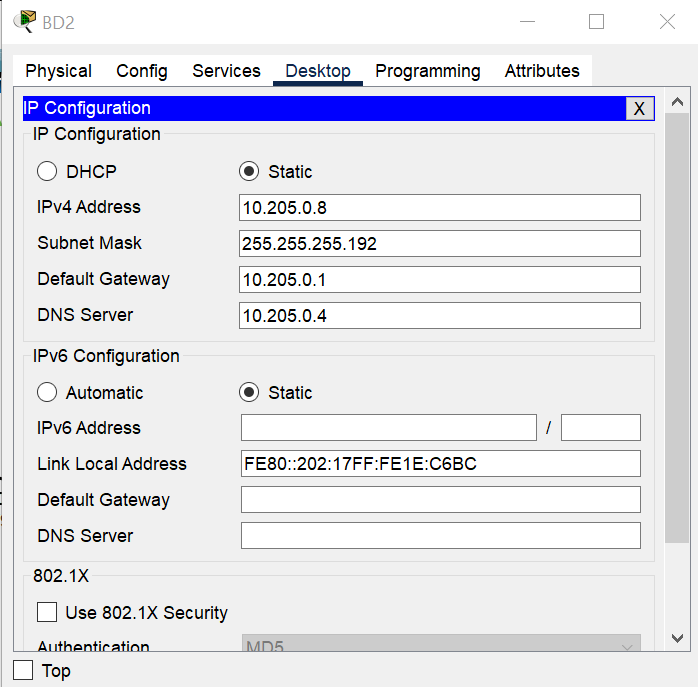 BD2
Physical Config Services Desktop Programming Attributes
IP Configuration X
IP Configuration
DHCP Static
IPv4 Address 10.205.0.8
Subnet Mask 255.255.255.192
Default Gateway 10.205.0.1
DNS Server 10.205.0.4
IPv6 Configuration
Automatic Static
IPv6 Address /
Link Local Address FE80::202:17FF:FE1E:C6BC
Default Gateway
DNS Server
802.1X
Use 802.1X Security
Authentication MD5
Top